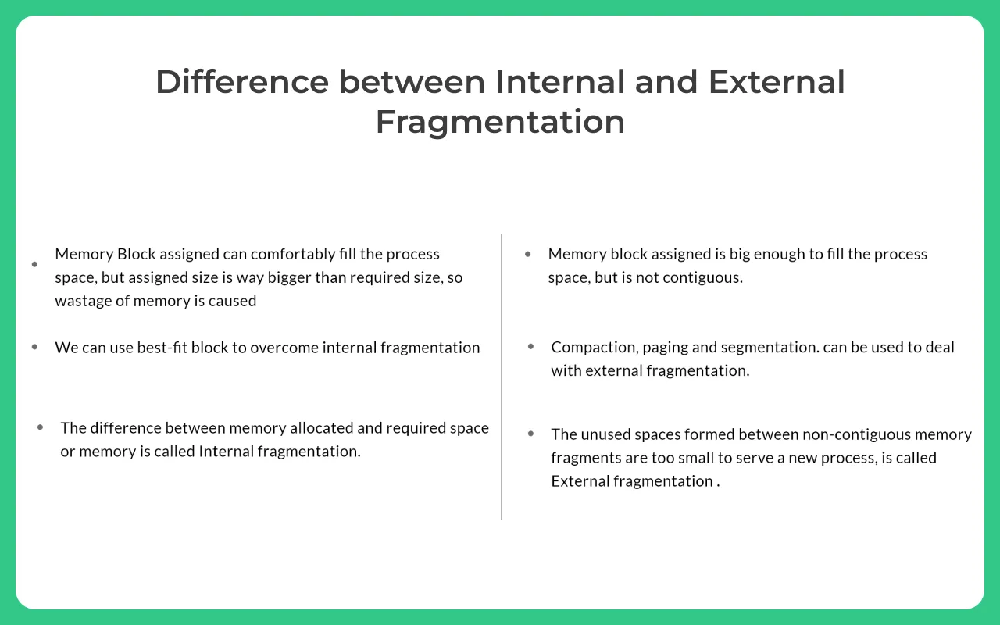 Difference between Internal and External
Fragmentation
Memory Block assigned can comfortably fill the process
space, but assigned size is way bigger than required size, so
wastage of memory is caused
We can use best-fit block to overcome internal fragmentation
The difference between memory allocated and required space
or memory is called Internal fragmentation.
Memory block assigned is big enough to fill the process
space, but is not contiguous.
Compaction, paging and segmentation. can be used to deal
with external fragmentation.
The unused spaces formed between non-contiguous memory
fragments are too small to serve a new process, is called
External fragmentation .